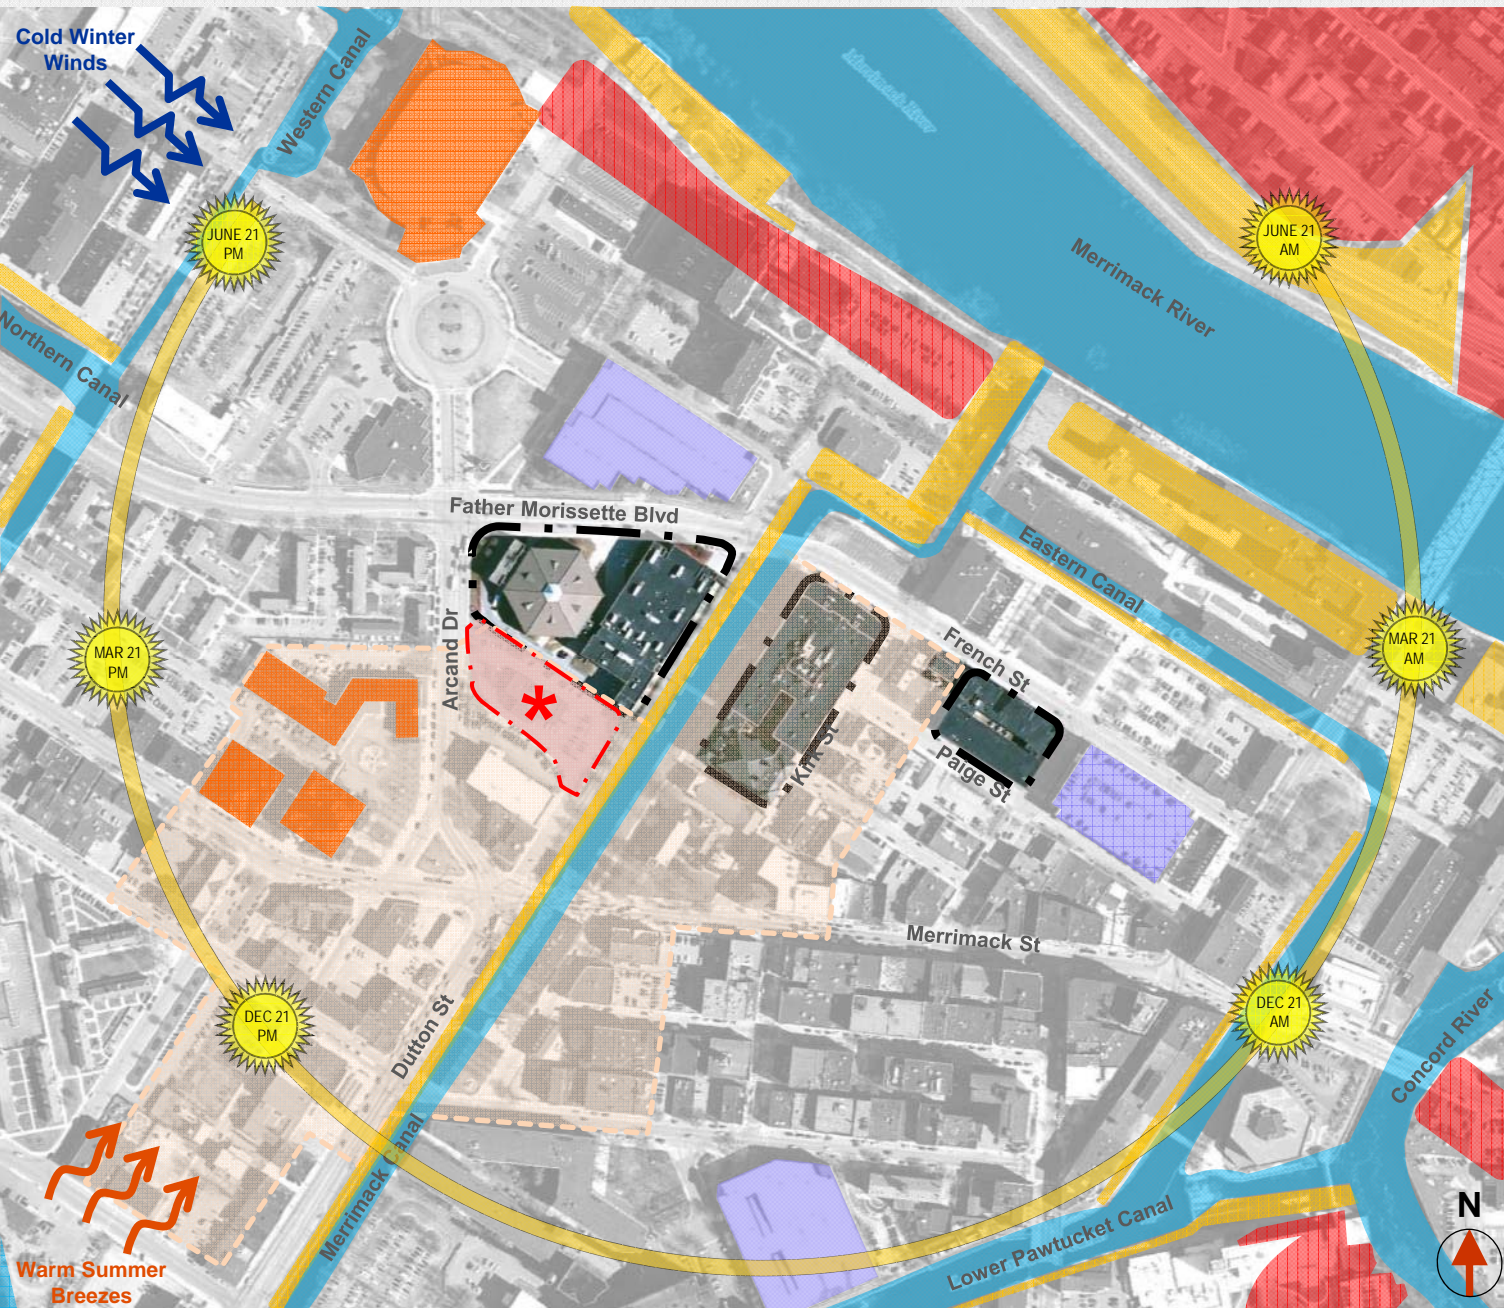 Cold Winter
Winds
Western Canal
Merrimack River
JUNE 21
PM
JUNE 21
AM
Merrimack River
Northern Canal
Father Morissette Blvd
Eastern Canal
MAR 21
PM
Arcand Dr
*
French St
MAR 21
AM
Kirk St
Paige St
Merrimack St
DEC 21
PM
DEC 21
AM
Dutton St
Concord River
Merrimack Canal
Lower Pawtucket Canal
N
Warm Summer
Breezes